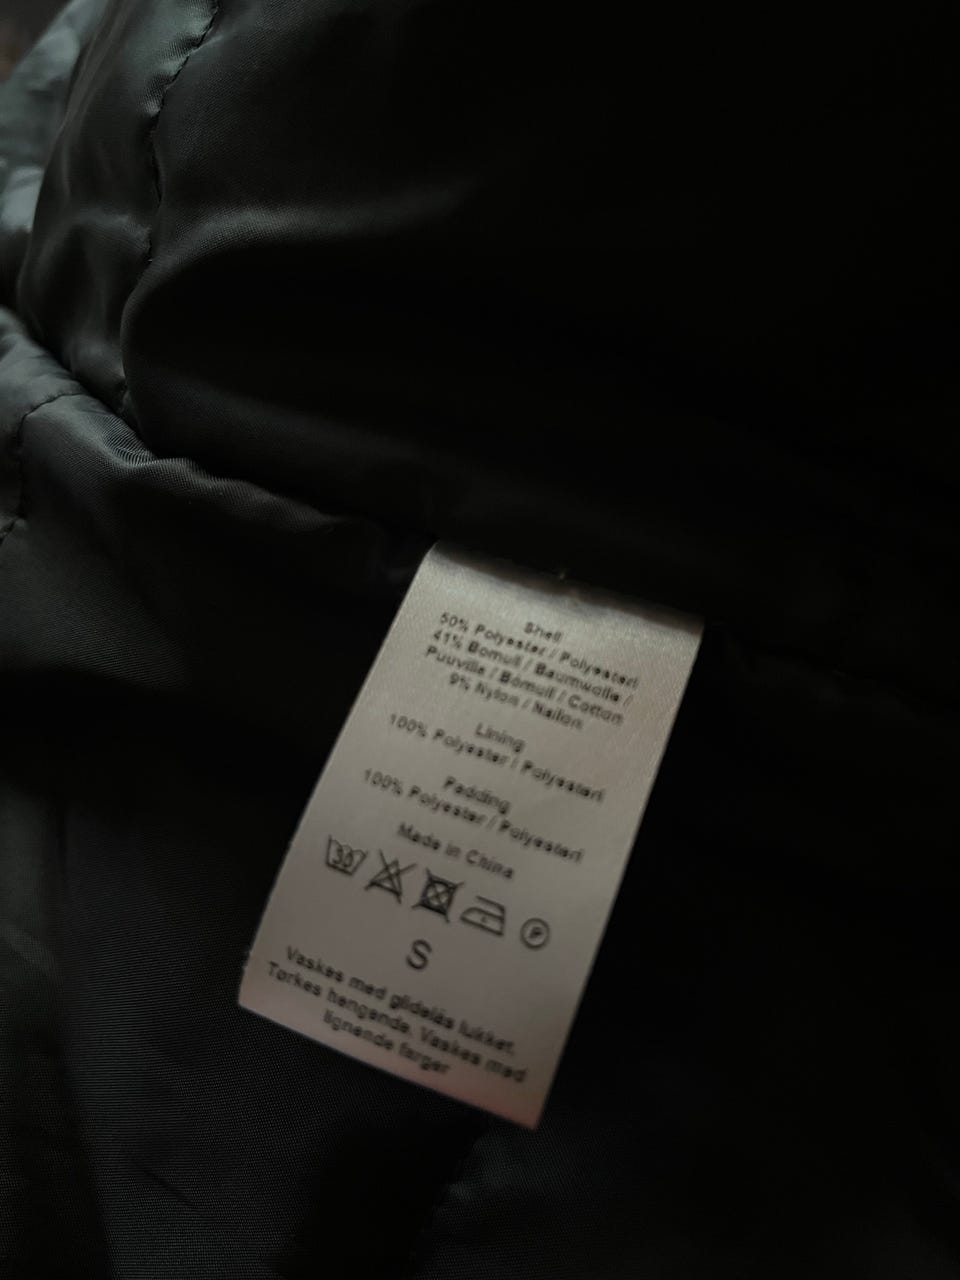 Shell
50% Polyester / Polyesteri
41% Bomull / Baumwolle /
Puuvilla / Bomull / Cotton
9% Nylon / Nailon
Lining
100% Polyester / Polyesteri
Padding
100% Polyester / Polyesteri
Made in China
30 P
S
Vaskes med glidelås lukket.
Tørkes hengende. Vaskes med
lignende farger